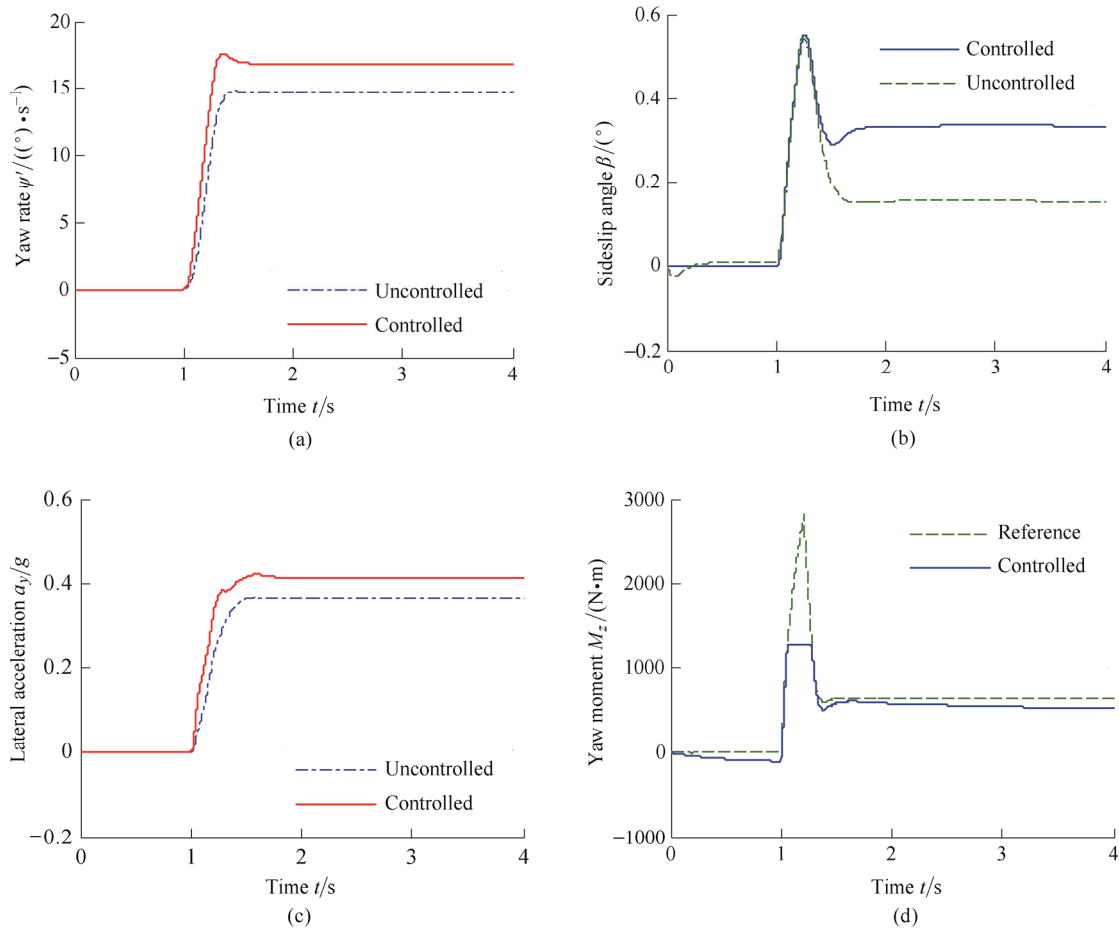 20
15
10
5
0
−5
Yaw rate ψ′/((°)•s⁻¹)
Uncontrolled
Controlled
0 1 2 3 4
Time t/s
(a)
0.6
0.4
0.2
0
−0.2
Sideslip angle β/(°)
Controlled
Uncontrolled
0 1 2 3 4
Time t/s
(b)
0.6
0.4
0.2
0
−0.2
Lateral acceleration a_y/g
Uncontrolled
Controlled
0 1 2 3 4
Time t/s
(c)
3000
2000
1000
0
−1000
Yaw moment M_z/(N•m)
Reference
Controlled
0 1 2 3 4
Time t/s
(d)